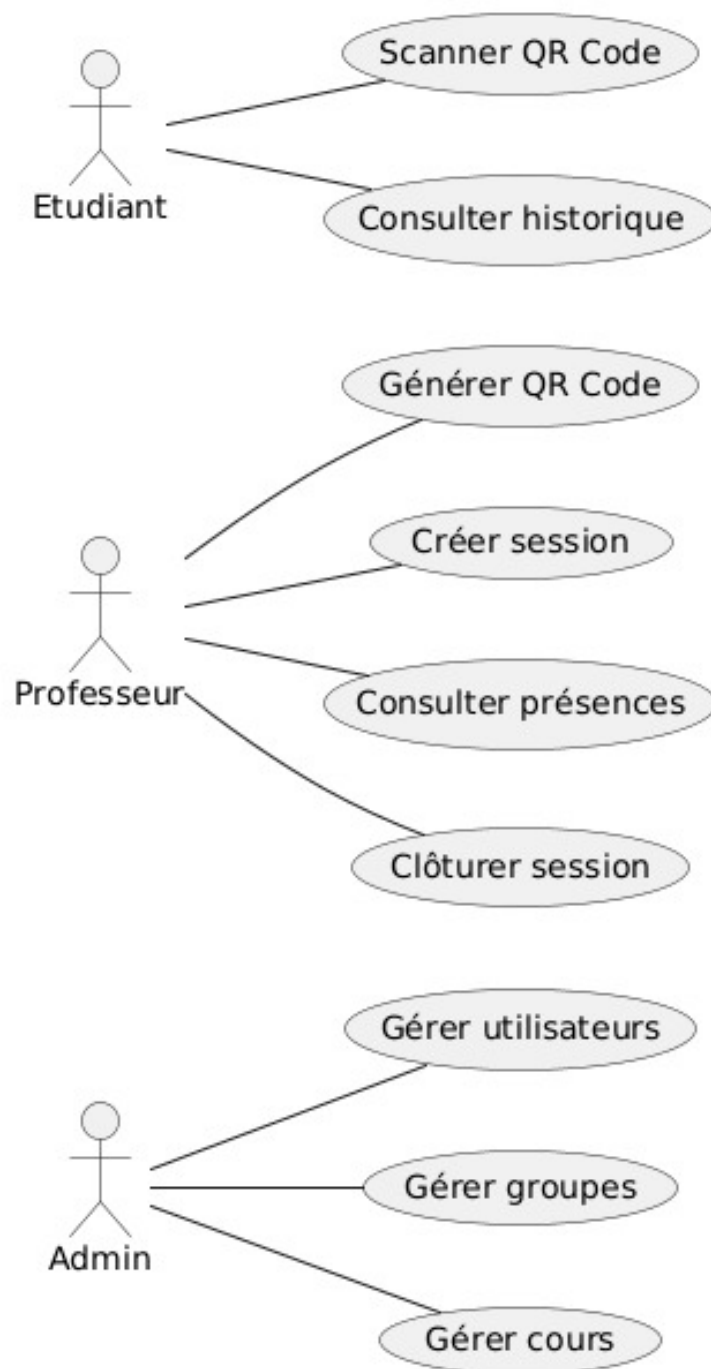 Scanner QR Code
Etudiant
Consulter historique
Générer QR Code
Créer session
Professeur
Consulter présences
Clôturer session
Gérer utilisateurs
Gérer groupes
Admin
Gérer cours